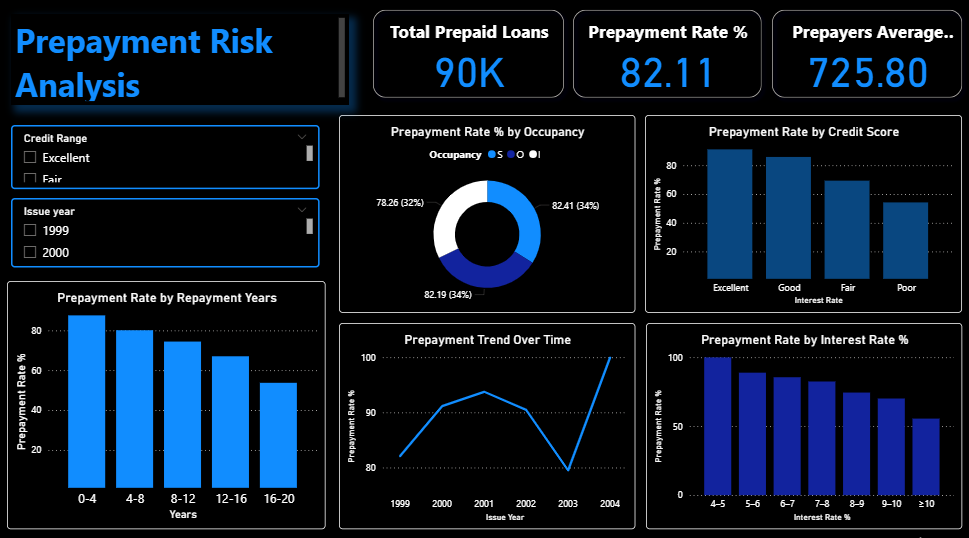 Prepayment Risk
Analysis
Total Prepaid Loans
90K
Prepayment Rate %
82.11
Prepayers Average..
725.80
Credit Range
Excellent
Fair
Issue year
1999
2000
Prepayment Rate % by Occupancy
Occupancy S O I
78.26 (32%)
82.41 (34%)
82.19 (34%)
Prepayment Rate by Credit Score
Prepayment Rate %
80
60
40
20
Excellent Good Fair Poor
Interest Rate
Prepayment Rate by Repayment Years
Prepayment Rate %
80
60
40
20
0-4 4-8 8-12 12-16 16-20
Years
Prepayment Trend Over Time
Prepayment Rate %
100
90
80
1999 2000 2001 2002 2003 2004
Issue Year
Prepayment Rate by Interest Rate %
Prepayment Rate %
100
50
0
4–5 5–6 6–7 7–8 8–9 9–10 ≥10
Interest Rate %